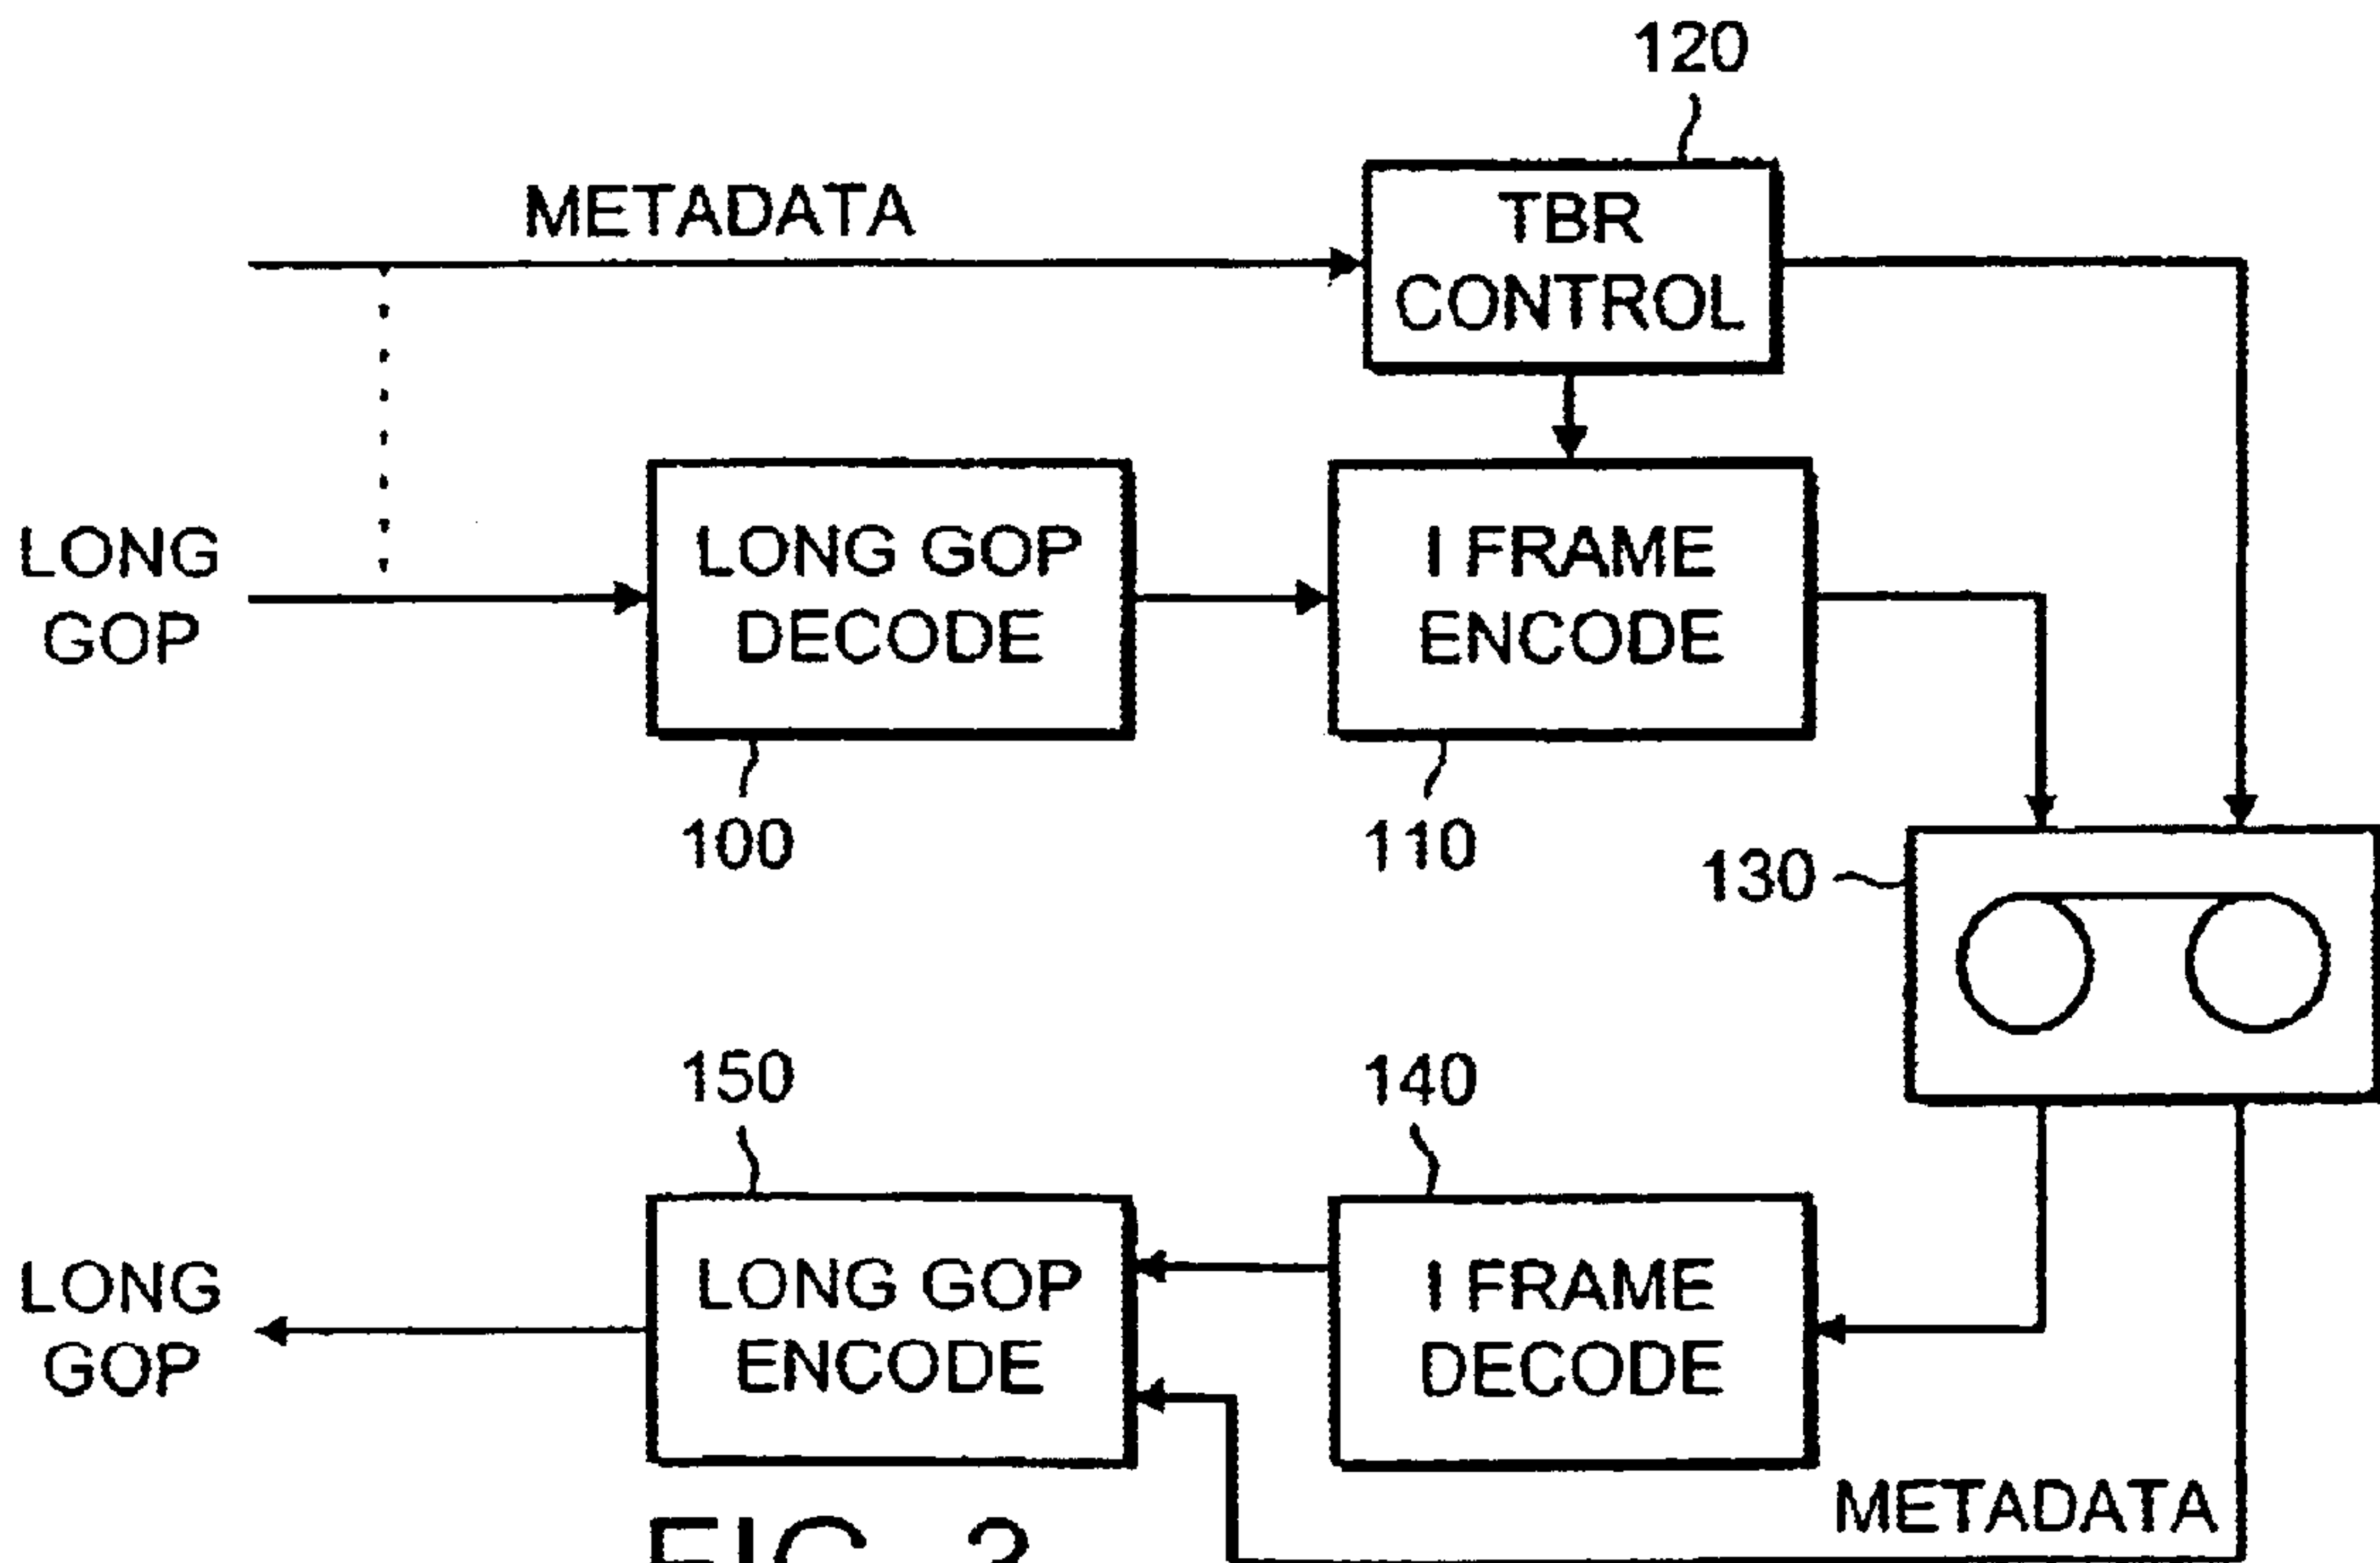 120
METADATA
TBR
CONTROL
LONG
GOP
LONG GOP
DECODE
I FRAME
ENCODE
100
110
130
150
140
LONG
GOP
LONG GOP
ENCODE
I FRAME
DECODE
METADATA